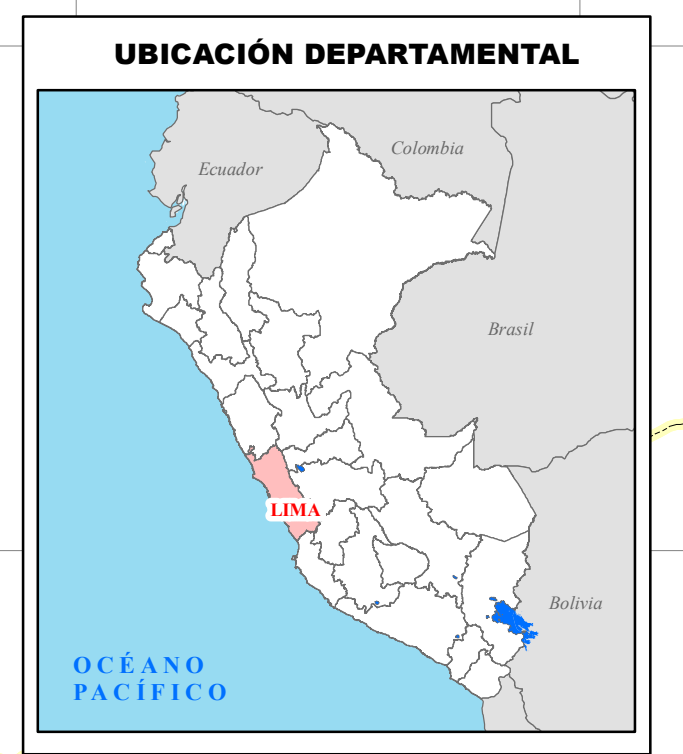 UBICACIÓN DEPARTAMENTAL
Colombia
Ecuador
Brasil
LIMA
Bolivia
OCÉANO
PACÍFICO